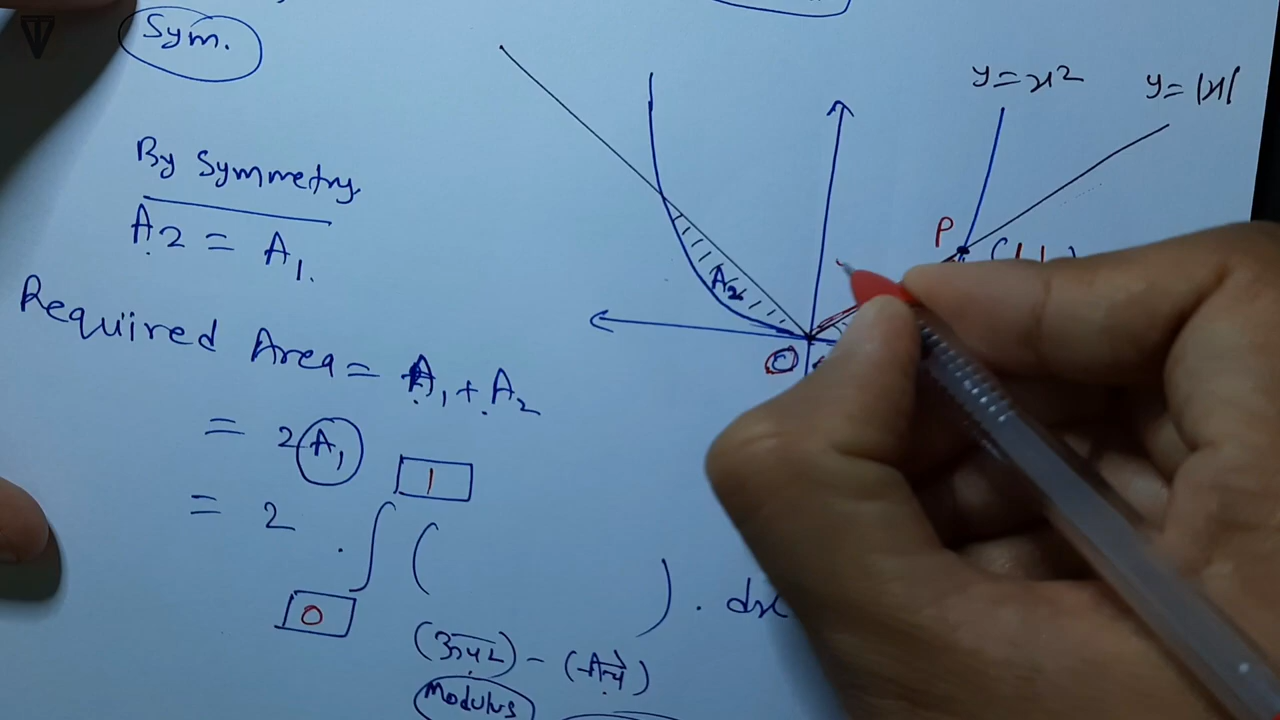 Sym.
y = x²
y = |x|
By Symmetry
A2 = A1.
P
A2
O
Required Area = A1 + A2
= 2 A1
1
= 2 . ∫ ( ) . dx
0
Modulus